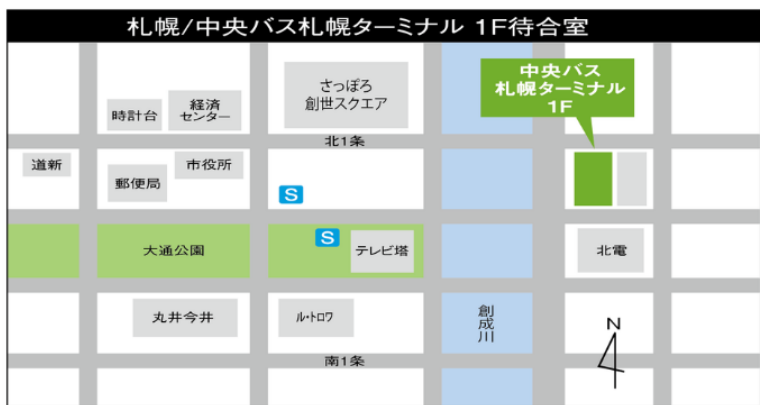 札幌/中央バス札幌ターミナル 1F待合室
さっぽろ
創世スクエア
中央バス
札幌ターミナル
1F
時計台
経済
センター
北1条
道新
郵便局
市役所
S
S
大通公園
テレビ塔
北電
丸井今井
ル・トロワ
創成川
N
南1条